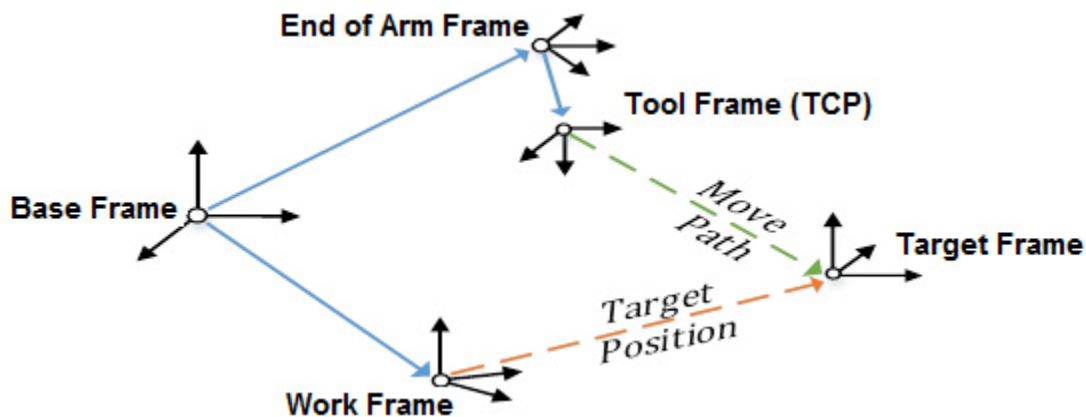 End of Arm Frame
Tool Frame (TCP)
Base Frame
Move
Path
Target Frame
Target
Position
Work Frame